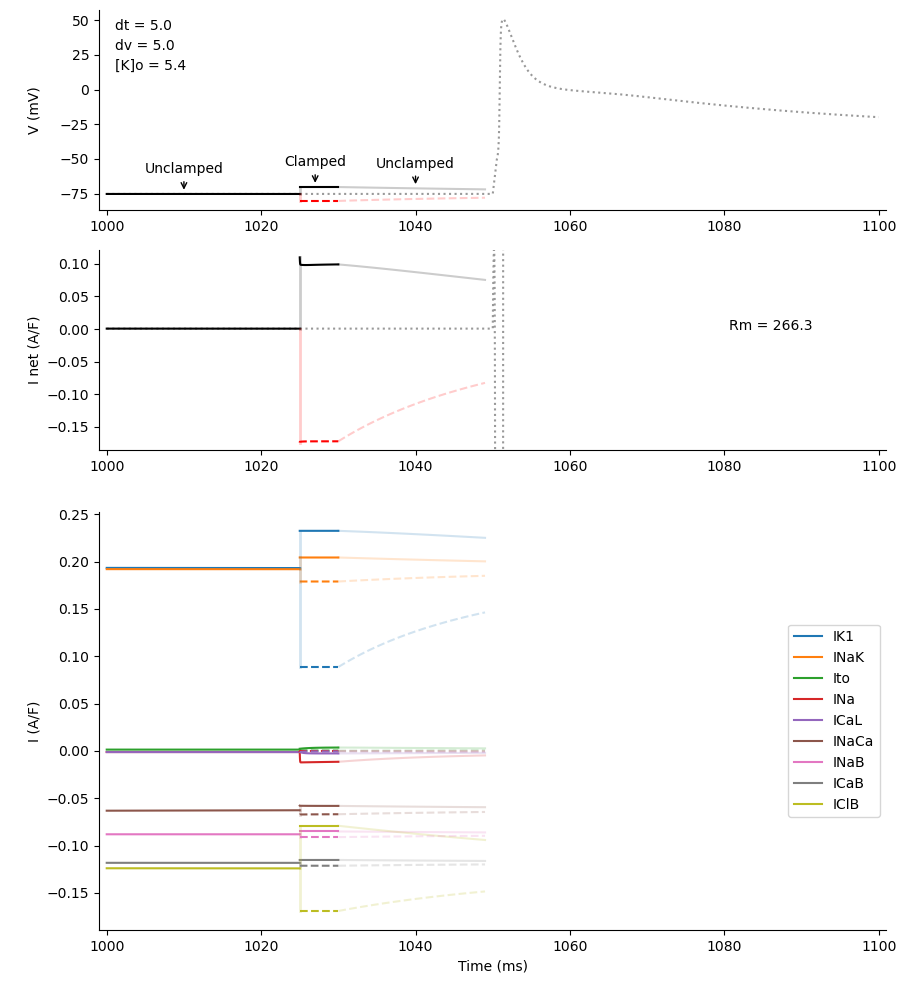 V (mV)
50
25
0
−25
−50
−75
dt = 5.0
dv = 5.0
[K]o = 5.4
Unclamped
Clamped
Unclamped
1000 1020 1040 1060 1080 1100
I net (A/F)
0.10
0.05
0.00
−0.05
−0.10
−0.15
Rm = 266.3
1000 1020 1040 1060 1080 1100
I (A/F)
0.25
0.20
0.15
0.10
0.05
0.00
−0.05
−0.10
−0.15
IK1
INaK
Ito
INa
ICaL
INaCa
INaB
ICaB
IClB
1000 1020 1040 1060 1080 1100
Time (ms)